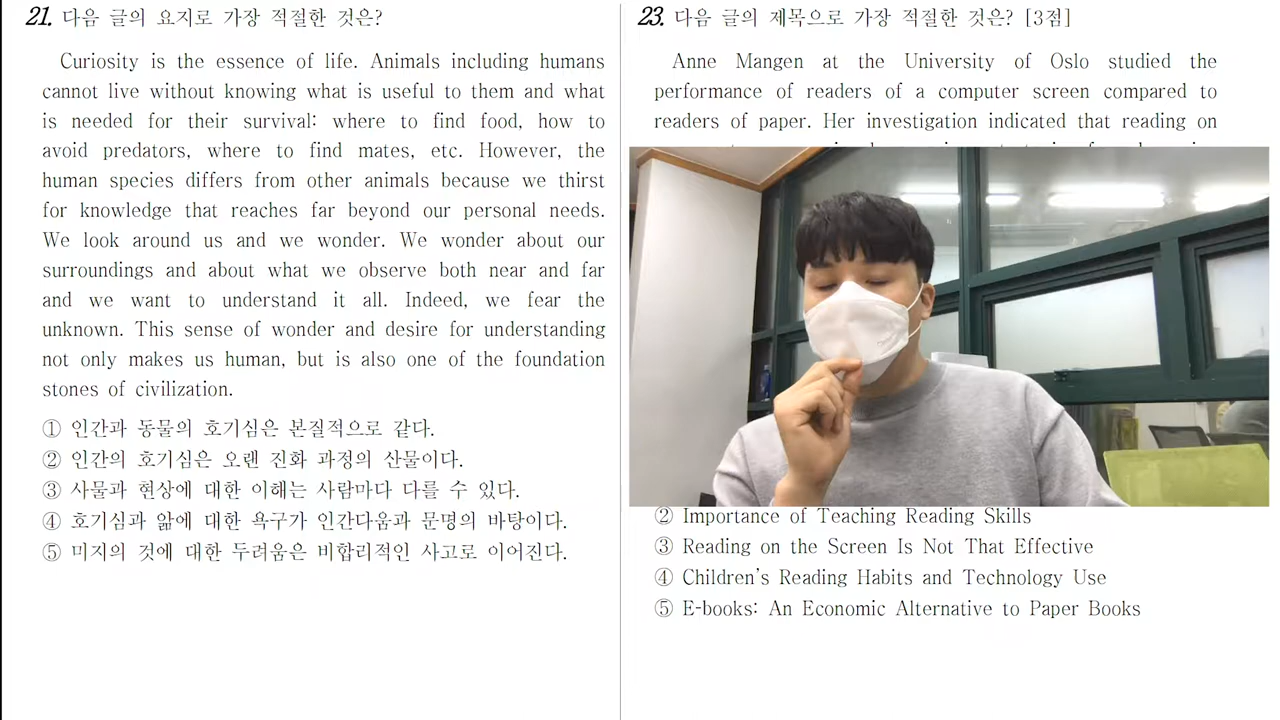 21. 다음 글의 요지로 가장 적절한 것은?
Curiosity is the essence of life. Animals including humans
cannot live without knowing what is useful to them and what
is needed for their survival: where to find food, how to
avoid predators, where to find mates, etc. However, the
human species differs from other animals because we thirst
for knowledge that reaches far beyond our personal needs.
We look around us and we wonder. We wonder about our
surroundings and about what we observe both near and far
and we want to understand it all. Indeed, we fear the
unknown. This sense of wonder and desire for understanding
not only makes us human, but is also one of the foundation
stones of civilization.
① 인간과 동물의 호기심은 본질적으로 같다.
② 인간의 호기심은 오랜 진화 과정의 산물이다.
③ 사물과 현상에 대한 이해는 사람마다 다를 수 있다.
④ 호기심과 앎에 대한 욕구가 인간다움과 문명의 바탕이다.
⑤ 미지의 것에 대한 두려움은 비합리적인 사고로 이어진다.
23. 다음 글의 제목으로 가장 적절한 것은? [3점]
Anne Mangen at the University of Oslo studied the
performance of readers of a computer screen compared to
readers of paper. Her investigation indicated that reading on
② Importance of Teaching Reading Skills
③ Reading on the Screen Is Not That Effective
④ Children's Reading Habits and Technology Use
⑤ E-books: An Economic Alternative to Paper Books